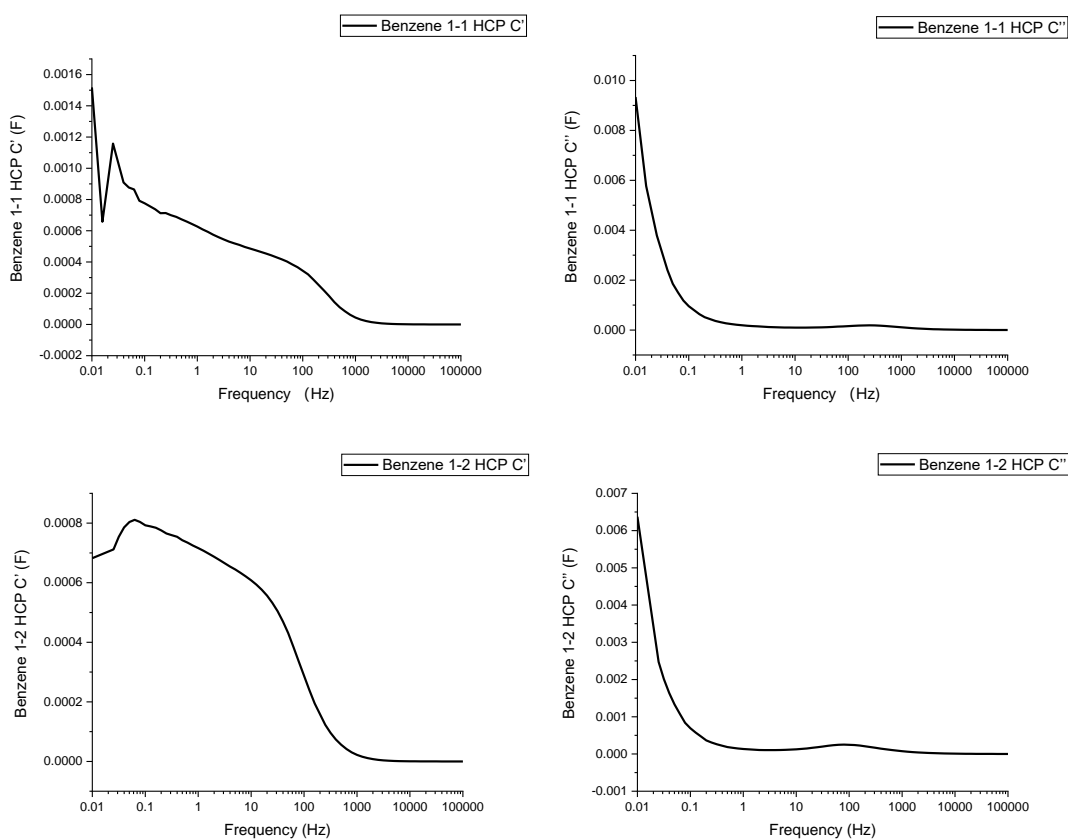 Benzene 1-1 HCP C'
Benzene 1-1 HCP C' (F)
0.0016
0.0014
0.0012
0.0010
0.0008
0.0006
0.0004
0.0002
0.0000
-0.0002
0.01 0.1 1 10 100 1000 10000 100000
Frequency (Hz)
Benzene 1-1 HCP C''
Benzene 1-1 HCP C'' (F)
0.010
0.008
0.006
0.004
0.002
0.000
0.01 0.1 1 10 100 1000 10000 100000
Frequency (Hz)
Benzene 1-2 HCP C'
Benzene 1-2 HCP C' (F)
0.0008
0.0006
0.0004
0.0002
0.0000
0.01 0.1 1 10 100 1000 10000 100000
Frequency (Hz)
Benzene 1-2 HCP C''
Benzene 1-2 HCP C'' (F)
0.007
0.006
0.005
0.004
0.003
0.002
0.001
0.000
-0.001
0.01 0.1 1 10 100 1000 10000 100000
Frequency (Hz)